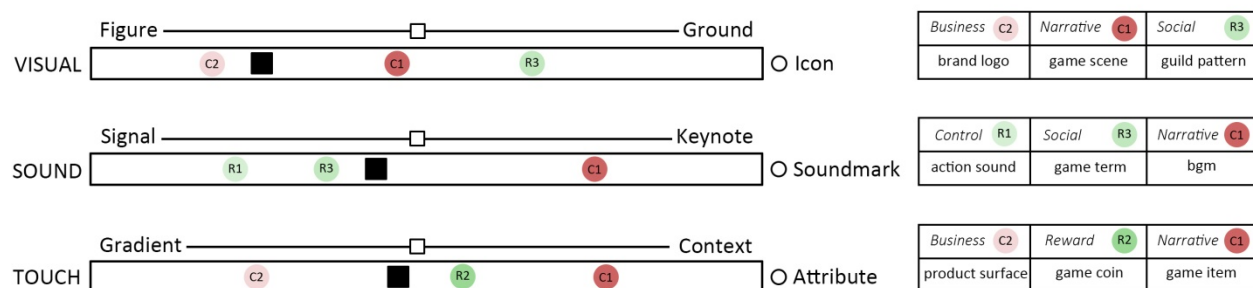 Figure Ground
VISUAL C2 C1 R3 Icon
Business C2 Narrative C1 Social R3
brand logo game scene guild pattern
Signal Keynote
SOUND R1 R3 C1 Soundmark
Control R1 Social R3 Narrative C1
action sound game term bgm
Gradient Context
TOUCH C2 R2 C1 Attribute
Business C2 Reward R2 Narrative C1
product surface game coin game item